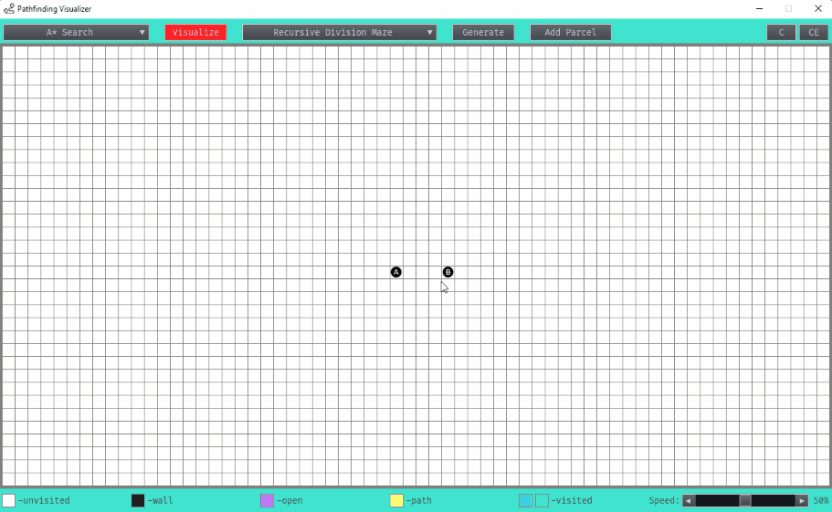 Pathfinding Visualizer
A* Search Visualize Recursive Division Maze Generate Add Parcel C CE
A B
-unvisited -wall -open -path -visited Speed: 50%